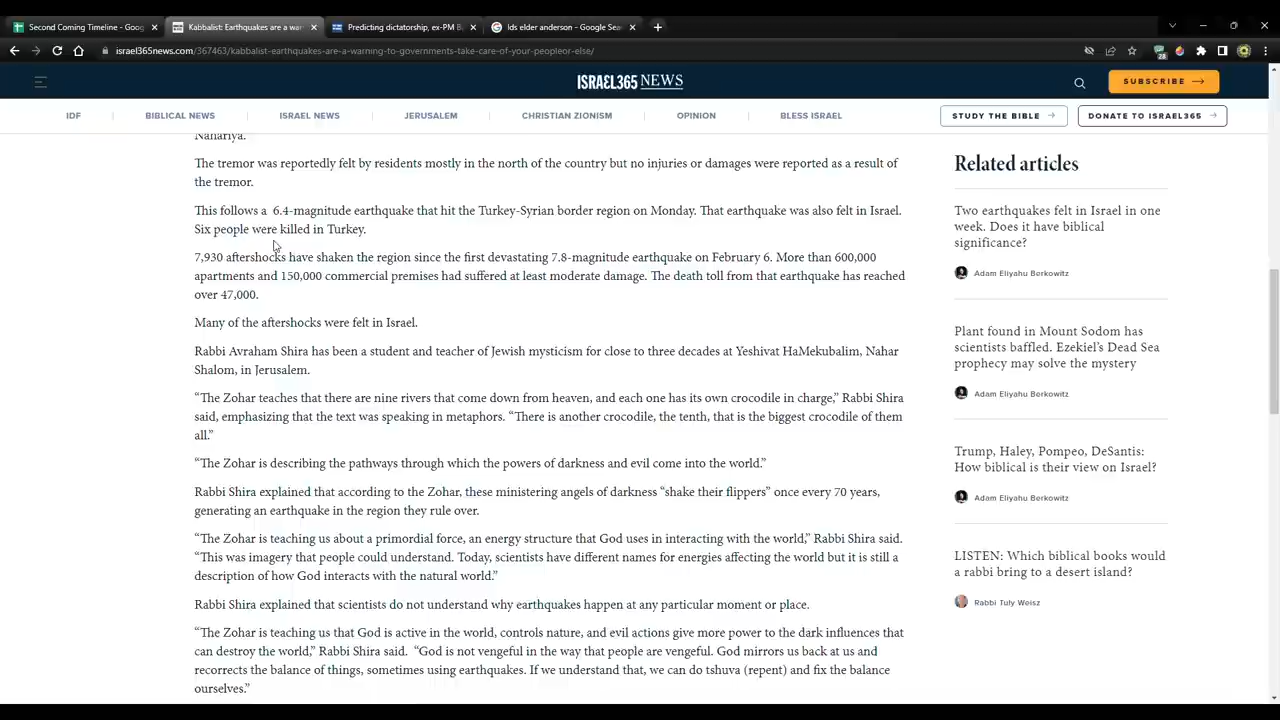 Second Coming Timeline - Goog
Kabbalist: Earthquakes are a war
Predicting dictatorship, ex-PM B
lds elder anderson - Google Sea
israel365news.com/367463/kabbalist-earthquakes-are-a-warning-to-governments-take-care-of-your-peopleor-else/
28
ISRAEL365 NEWS
SUBSCRIBE
IDF
BIBLICAL NEWS
ISRAEL NEWS
JERUSALEM
CHRISTIAN ZIONISM
OPINION
BLESS ISRAEL
STUDY THE BIBLE
DONATE TO ISRAEL365
Nahariya.
The tremor was reportedly felt by residents mostly in the north of the country but no injuries or damages were reported as a result of
the tremor.
This follows a 6.4-magnitude earthquake that hit the Turkey-Syrian border region on Monday. That earthquake was also felt in Israel.
Six people were killed in Turkey.
7,930 aftershocks have shaken the region since the first devastating 7.8-magnitude earthquake on February 6. More than 600,000
apartments and 150,000 commercial premises had suffered at least moderate damage. The death toll from that earthquake has reached
over 47,000.
Many of the aftershocks were felt in Israel.
Rabbi Avraham Shira has been a student and teacher of Jewish mysticism for close to three decades at Yeshivat HaMekubalim, Nahar
Shalom, in Jerusalem.
“The Zohar teaches that there are nine rivers that come down from heaven, and each one has its own crocodile in charge,” Rabbi Shira
said, emphasizing that the text was speaking in metaphors. “There is another crocodile, the tenth, that is the biggest crocodile of them
all.”
“The Zohar is describing the pathways through which the powers of darkness and evil come into the world.”
Rabbi Shira explained that according to the Zohar, these ministering angels of darkness “shake their flippers” once every 70 years,
generating an earthquake in the region they rule over.
“The Zohar is teaching us about a primordial force, an energy structure that God uses in interacting with the world,” Rabbi Shira said.
“This was imagery that people could understand. Today, scientists have different names for energies affecting the world but it is still a
description of how God interacts with the natural world.”
Rabbi Shira explained that scientists do not understand why earthquakes happen at any particular moment or place.
“The Zohar is teaching us that God is active in the world, controls nature, and evil actions give more power to the dark influences that
can destroy the world,” Rabbi Shira said. “God is not vengeful in the way that people are vengeful. God mirrors us back at us and
recorrects the balance of things, sometimes using earthquakes. If we understand that, we can do tshuva (repent) and fix the balance
ourselves.”
Related articles
Two earthquakes felt in Israel in one
week. Does it have biblical
significance?
Adam Eliyahu Berkowitz
Plant found in Mount Sodom has
scientists baffled. Ezekiel’s Dead Sea
prophecy may solve the mystery
Adam Eliyahu Berkowitz
Trump, Haley, Pompeo, DeSantis:
How biblical is their view on Israel?
Adam Eliyahu Berkowitz
LISTEN: Which biblical books would
a rabbi bring to a desert island?
Rabbi Tuly Weisz